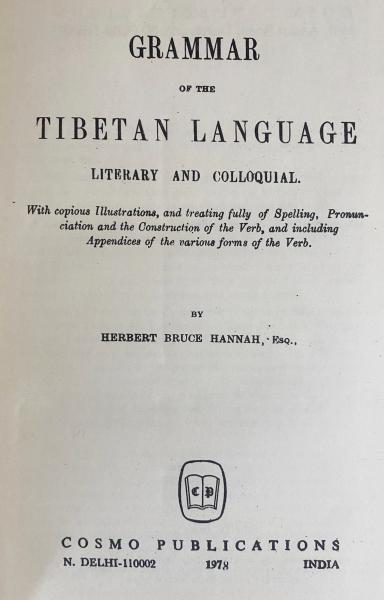 GRAMMAR
OF THE
TIBETAN LANGUAGE
LITERARY AND COLLOQUIAL.
With copious Illustrations, and treating fully of Spelling, Pronun-
ciation and the Construction of the Verb, and including
Appendices of the various forms of the Verb.
BY
HERBERT BRUCE HANNAH, Esq.,
C P
COSMO PUBLICATIONS
N. DELHI-110002 1978 INDIA